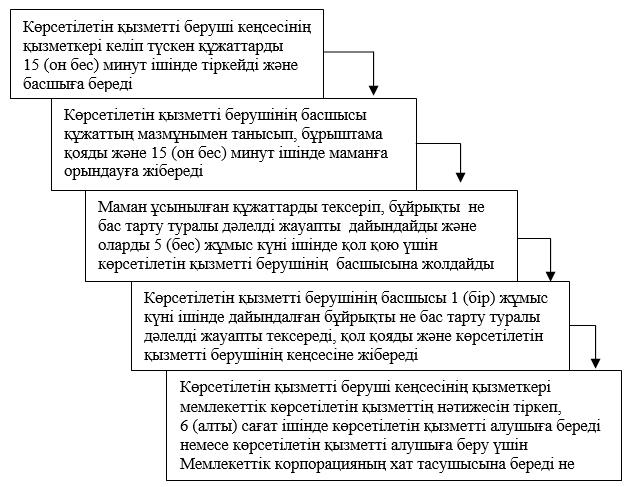 Көрсетілетін қызметті беруші кеңсесінің
қызметкері келіп түскен құжаттарды
15 (он бес) минут ішінде тіркейді және
басшыға береді
Көрсетілетін қызметті берушінің басшысы
құжаттың мазмұнымен танысып, бұрыштама
қояды және 15 (он бес) минут ішінде маманға
орындауға жібереді
Маман ұсынылған құжаттарды тексеріп, бұйрықты не
бас тарту туралы дәлелді жауапты дайындайды және
оларды 5 (бес) жұмыс күні ішінде қол қою үшін
көрсетілетін қызметті берушінің басшысына жолдайды
Көрсетілетін қызметті берушінің басшысы 1 (бір) жұмыс
күні ішінде дайындалған бұйрықты не бас тарту туралы
дәлелді жауапты тексереді, қол қояды және көрсетілетін
қызметті берушінің кеңсесіне жібереді
Көрсетілетін қызметті беруші кеңсесінің қызметкері
мемлекеттік көрсетілетін қызметтің нәтижесін тіркеп,
6 (алты) сағат ішінде көрсетілетін қызметті алушыға береді
немесе көрсетілетін қызметті алушыға беру үшін
Мемлекеттік корпорацияның хат тасушысына береді не